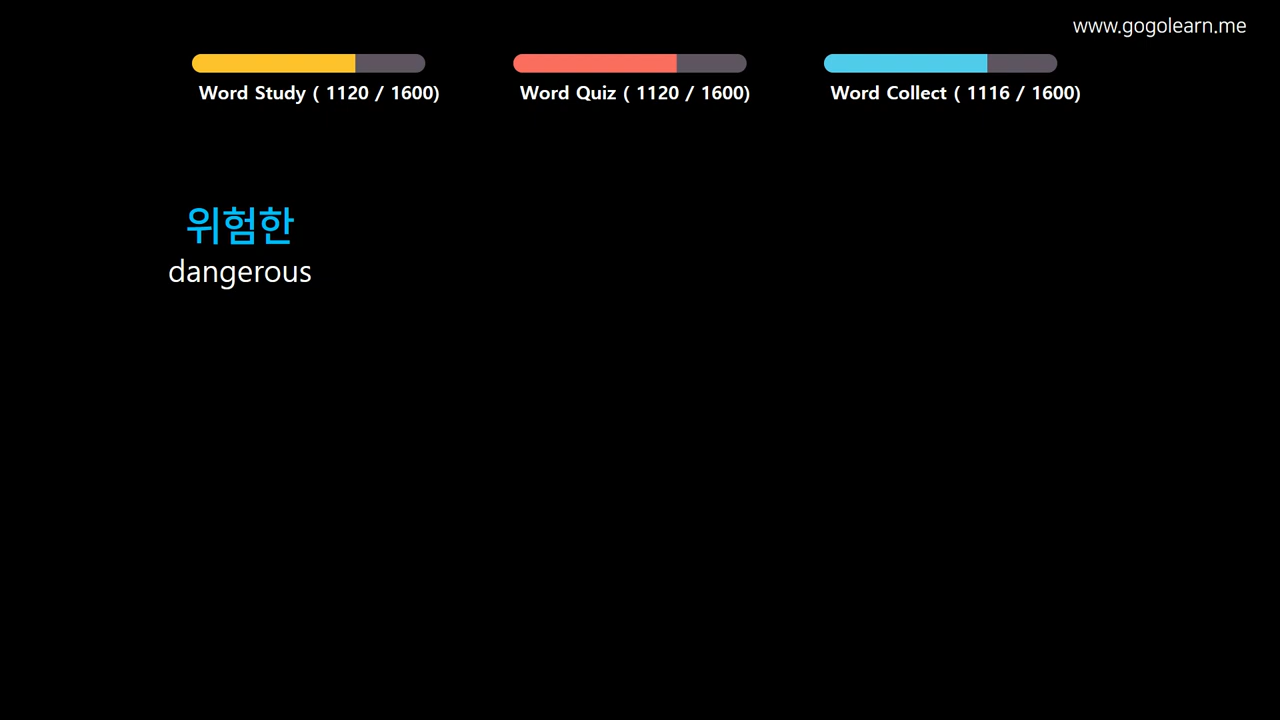 www.gogolearn.me
Word Study ( 1120 / 1600)
Word Quiz ( 1120 / 1600)
Word Collect ( 1116 / 1600)
위험한
dangerous